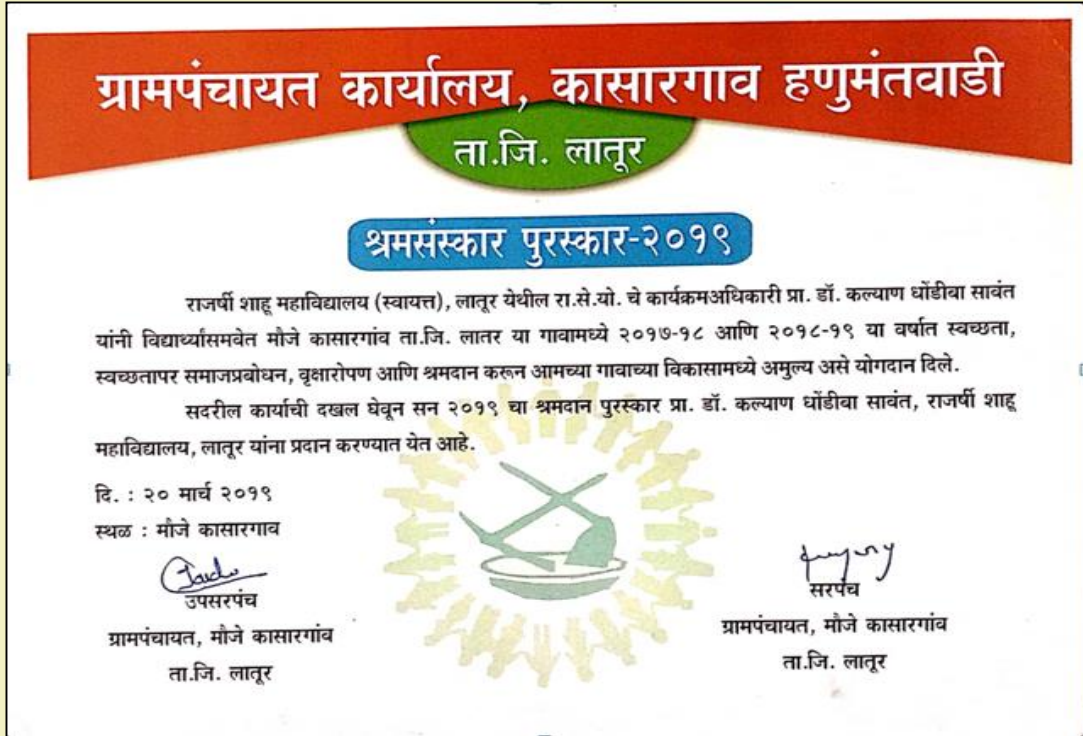 ग्रामपंचायत कार्यालय, कासारगाव हणुमंतवाडी
ता.जि. लातूर
श्रमसंस्कार पुरस्कार-२०१९
राजर्षी शाहू महाविद्यालय (स्वायत्त), लातूर येथील रा.से.यो. चे कार्यक्रमअधिकारी प्रा. डॉ. कल्याण धोंडीबा सावंत
यांनी विद्यार्थ्यांसमवेत मौजे कासारगांव ता.जि. लातर या गावामध्ये २०१७-१८ आणि २०१८-१९ या वर्षात स्वच्छता,
स्वच्छतापर समाजप्रबोधन, वृक्षारोपण आणि श्रमदान करून आमच्या गावाच्या विकासामध्ये अमुल्य असे योगदान दिले.
सदरील कार्याची दखल घेवून सन २०१९ चा श्रमदान पुरस्कार प्रा. डॉ. कल्याण धोंडीबा सावंत, राजर्षी शाहू
महाविद्यालय, लातूर यांना प्रदान करण्यात येत आहे.
दि. : २० मार्च २०१९
स्थळ : मौजे कासारगाव
उपसरपंच
ग्रामपंचायत, मौजे कासारगांव
ता.जि. लातूर
सरपंच
ग्रामपंचायत, मौजे कासारगांव
ता.जि. लातूर